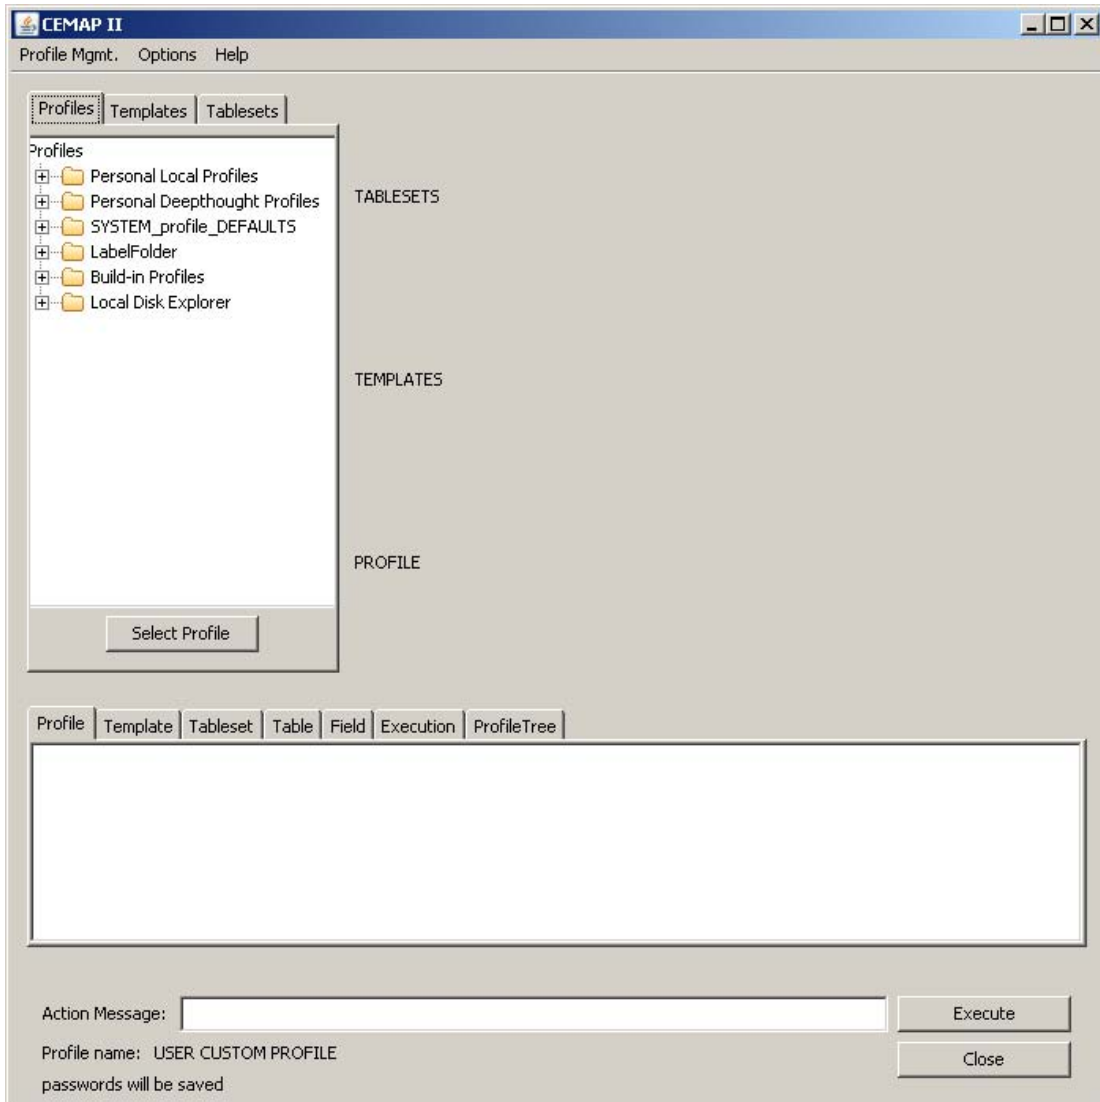 CEMAP II
Profile Mgmt. Options Help
Profiles Templates Tablesets
Profiles
Personal Local Profiles
Personal Deepthought Profiles
SYSTEM_profile_DEFAULTS
LabelFolder
Build-in Profiles
Local Disk Explorer
Select Profile
TABLESETS
TEMPLATES
PROFILE
Profile Template Tableset Table Field Execution ProfileTree
Action Message:
Execute
Profile name: USER CUSTOM PROFILE
Close
passwords will be saved